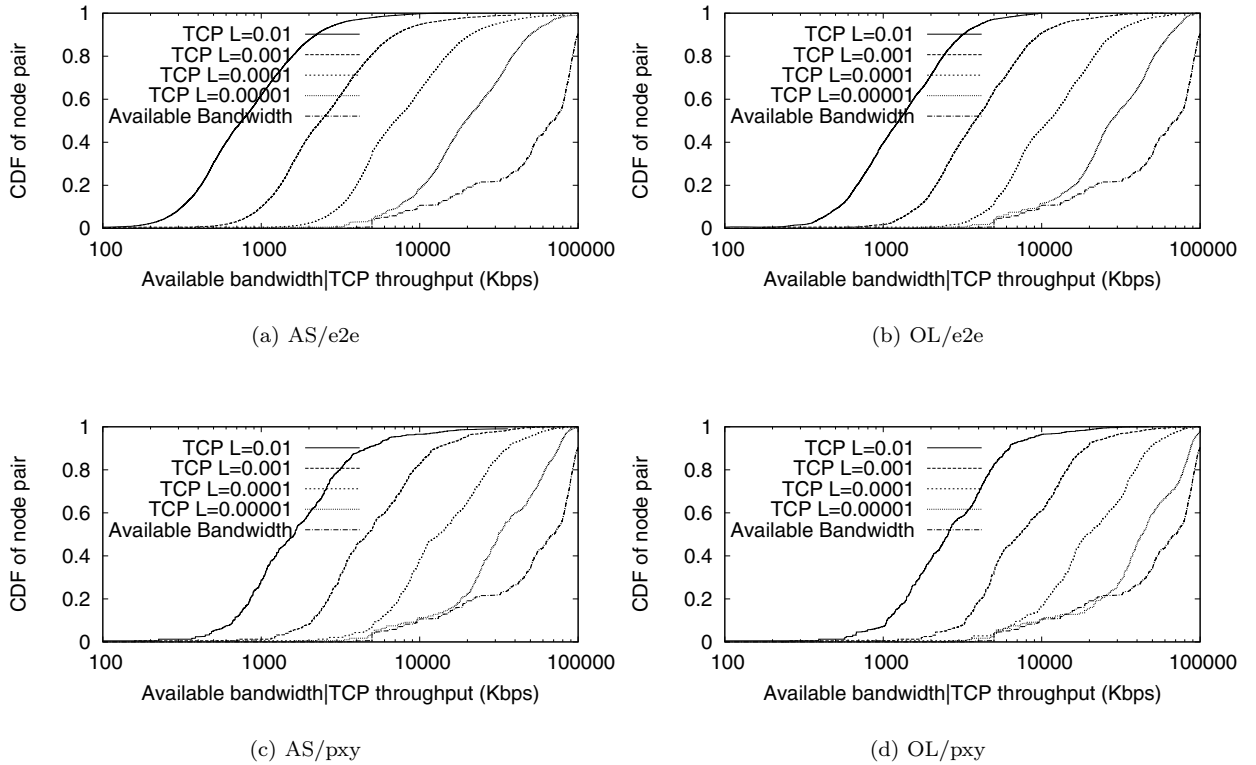 1
0.8
0.6
0.4
0.2
0
CDF of node pair
TCP L=0.01
TCP L=0.001
TCP L=0.0001
TCP L=0.00001
Available Bandwidth
100 1000 10000 100000
Available bandwidth|TCP throughput (Kbps)
(a) AS/e2e
1
0.8
0.6
0.4
0.2
0
CDF of node pair
TCP L=0.01
TCP L=0.001
TCP L=0.0001
TCP L=0.00001
Available Bandwidth
100 1000 10000 100000
Available bandwidth|TCP throughput (Kbps)
(b) OL/e2e
1
0.8
0.6
0.4
0.2
0
CDF of node pair
TCP L=0.01
TCP L=0.001
TCP L=0.0001
TCP L=0.00001
Available Bandwidth
100 1000 10000 100000
Available bandwidth|TCP throughput (Kbps)
(c) AS/pxy
1
0.8
0.6
0.4
0.2
0
CDF of node pair
TCP L=0.01
TCP L=0.001
TCP L=0.0001
TCP L=0.00001
Available Bandwidth
100 1000 10000 100000
Available bandwidth|TCP throughput (Kbps)
(d) OL/pxy